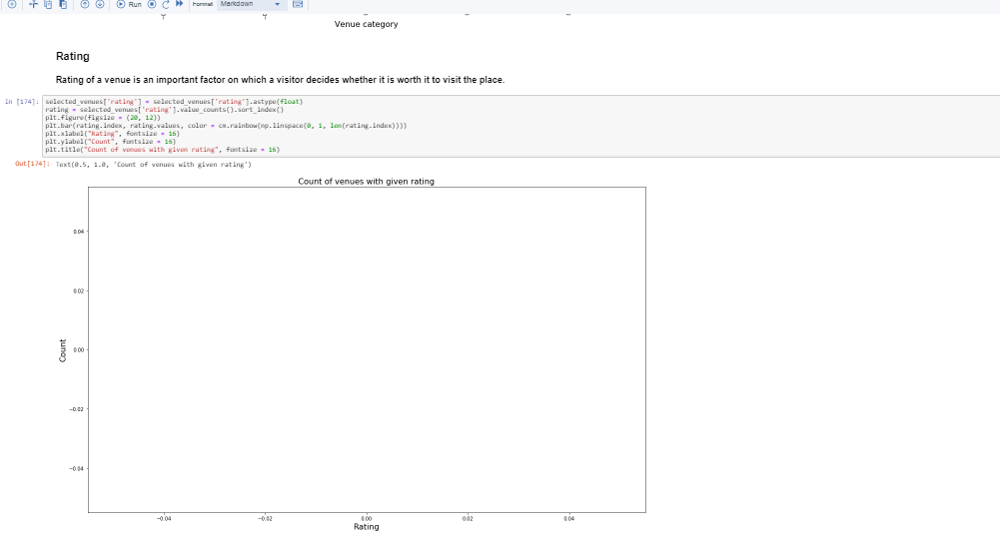 Run
Format
Markdown
Venue category
Rating
Rating of a venue is an important factor on which a visitor decides whether it is worth it to visit the place.
In [174]:
selected_venues['rating'] = selected_venues['rating'].astype(float)
rating = selected_venues['rating'].value_counts().sort_index()
plt.figure(figsize = (20, 12))
plt.bar(rating.index, rating.values, color = cm.rainbow(np.linspace(0, 1, len(rating.index))))
plt.xlabel("Rating", fontsize = 16)
plt.ylabel("Count", fontsize = 16)
plt.title("Count of venues with given rating", fontsize = 16)
Out[174]:
Text(0.5, 1.0, 'Count of venues with given rating')
Count of venues with given rating
0.04
0.02
Count
0.00
−0.02
−0.04
−0.04
−0.02
0.00
0.02
0.04
Rating